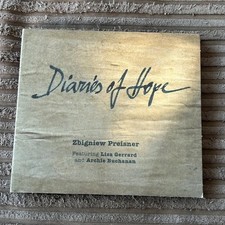 Diaries of Hope
Zbigniew Preisner
Featuring Lisa Gerrard
and Archie Buchanan